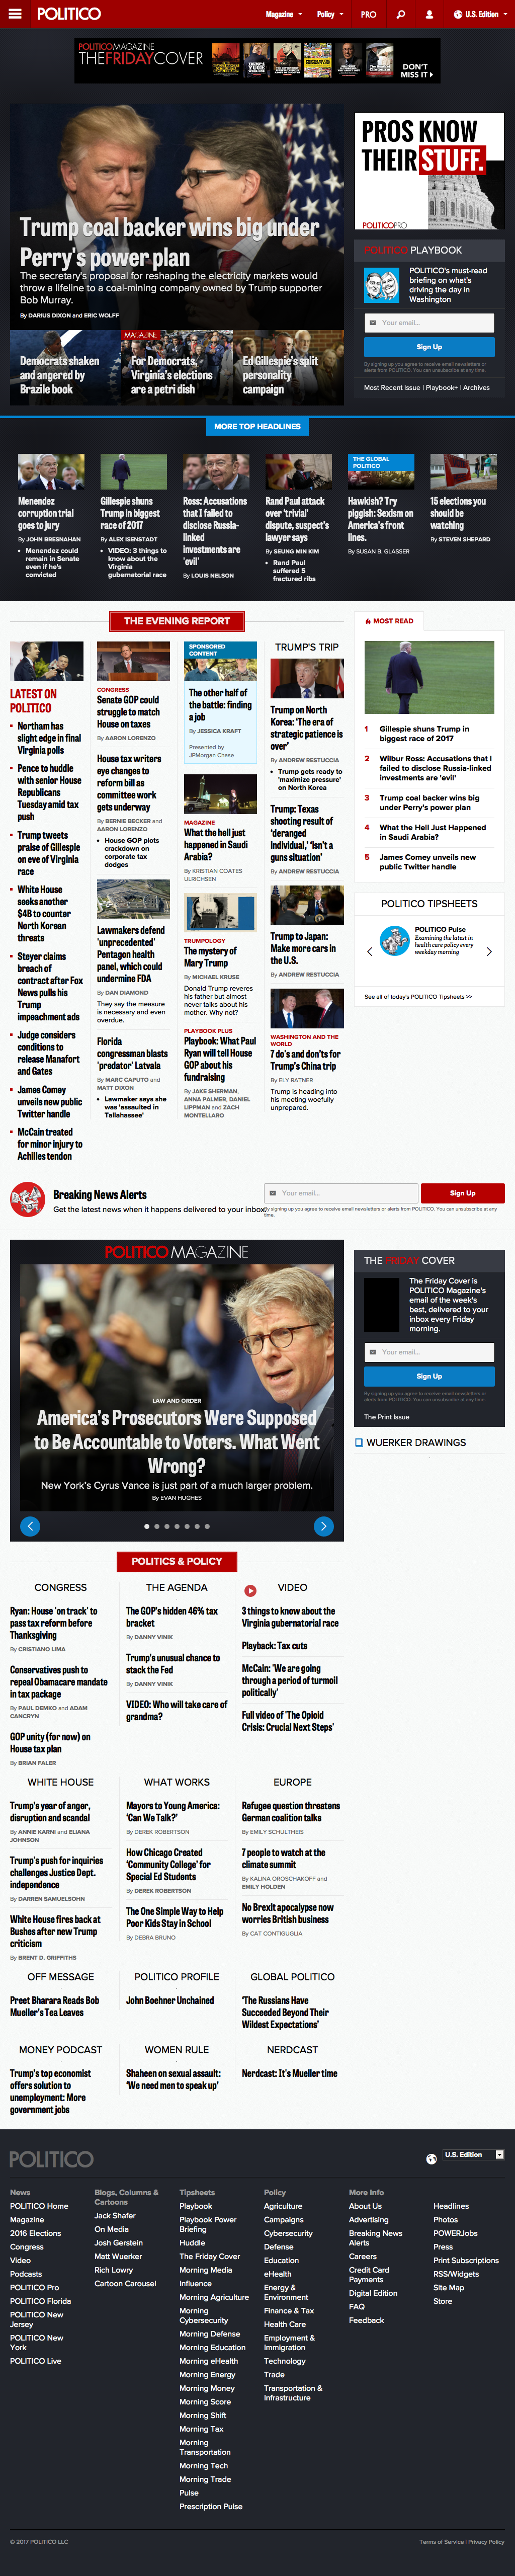 POLITICO
Magazine
Policy
PRO
U.S. Edition
POLITICOMAGAZINE
THEFRIDAYCOVER
DON'T
MISS IT
PROS KNOW
THEIR STUFF.
POLITICOPRO
Trump coal backer wins big under
Perry's power plan
The secretary's proposal for reshaping the electricity markets would
throw a lifeline to a coal-mining company owned by Trump supporter
Bob Murray.
By DARIUS DIXON and ERIC WOLFF
Democrats shaken
and angered by
Brazile book
MAGAZINE
For Democrats,
Virginia's elections
are a petri dish
Ed Gillespie's split
personality
campaign
POLITICO PLAYBOOK
POLITICO's must-read
briefing on what's
driving the day in
Washington
Your email...
Sign Up
By signing up you agree to receive email newsletters or
alerts from POLITICO. You can unsubscribe at any time.
Most Recent Issue | Playbook+ | Archives
MORE TOP HEADLINES
Menendez
corruption trial
goes to jury
By JOHN BRESNAHAN
Menendez could
remain in Senate
even if he's
convicted
Gillespie shuns
Trump in biggest
race of 2017
By ALEX ISENSTADT
VIDEO: 3 things to
know about the
Virginia
gubernatorial race
Ross: Accusations
that I failed to
disclose Russia-
linked
investments are
'evil'
By LOUIS NELSON
Rand Paul attack
over 'trivial'
dispute, suspect's
lawyer says
By SEUNG MIN KIM
Rand Paul
suffered 5
fractured ribs
THE GLOBAL
POLITICO
Hawkish? Try
piggish: Sexism on
America's front
lines.
By SUSAN B. GLASSER
15 elections you
should be
watching
By STEVEN SHEPARD
THE EVENING REPORT
LATEST ON
POLITICO
Northam has
slight edge in final
Virginia polls
Pence to huddle
with senior House
Republicans
Tuesday amid tax
push
Trump tweets
praise of Gillespie
on eve of Virginia
race
White House
seeks another
$4B to counter
North Korean
threats
Steyer claims
breach of
contract after Fox
News pulls his
Trump
impeachment ads
Judge considers
conditions to
release Manafort
and Gates
James Comey
unveils new public
Twitter handle
McCain treated
for minor injury to
Achilles tendon
CONGRESS
Senate GOP could
struggle to match
House on taxes
By AARON LORENZO
House tax writers
eye changes to
reform bill as
committee work
gets underway
By BERNIE BECKER and
AARON LORENZO
House GOP plots
crackdown on
corporate tax
dodges
Lawmakers defend
'unprecedented'
Pentagon health
panel, which could
undermine FDA
By DAN DIAMOND
They say the measure
is necessary and even
overdue.
Florida
congressman blasts
'predator' Latvala
By MARC CAPUTO and
MATT DIXON
Lawmaker says she
was 'assaulted in
Tallahassee'
SPONSORED
CONTENT
The other half of
the battle: finding
a job
By JESSICA KRAFT
Presented by
JPMorgan Chase
MAGAZINE
What the hell just
happened in Saudi
Arabia?
By KRISTIAN COATES
ULRICHSEN
TRUMPOLOGY
The mystery of
Mary Trump
By MICHAEL KRUSE
Donald Trump reveres
his father but almost
never talks about his
mother. Why not?
PLAYBOOK PLUS
Playbook: What Paul
Ryan will tell House
GOP about his
fundraising
By JAKE SHERMAN,
ANNA PALMER, DANIEL
LIPPMAN and ZACH
MONTELLARO
TRUMP'S TRIP
Trump on North
Korea: 'The era of
strategic patience is
over'
By ANDREW RESTUCCIA
Trump gets ready to
'maximize pressure'
on North Korea
Trump: Texas
shooting result of
'deranged
individual,' 'isn't a
guns situation'
By ANDREW RESTUCCIA
Trump to Japan:
Make more cars in
the U.S.
By ANDREW RESTUCCIA
WASHINGTON AND THE
WORLD
7 do's and don'ts for
Trump's China trip
By ELY RATNER
Trump is heading into
his meeting woefully
unprepared.
MOST READ
1 Gillespie shuns Trump in
biggest race of 2017
2 Wilbur Ross: Accusations that I
failed to disclose Russia-linked
investments are 'evil'
3 Trump coal backer wins big
under Perry's power plan
4 What the Hell Just Happened
in Saudi Arabia?
5 James Comey unveils new
public Twitter handle
POLITICO TIPSHEETS
POLITICO Pulse
Examining the latest in
health care policy every
weekday morning
See all of today's POLITICO Tipsheets >>
Breaking News Alerts
Get the latest news when it happens delivered to your inbox
Your email...
Sign Up
By signing up you agree to receive email newsletters or alerts from POLITICO. You can unsubscribe at any
time.
POLITICO MAGAZINE
LAW AND ORDER
America's Prosecutors Were Supposed
to Be Accountable to Voters. What Went
Wrong?
New York's Cyrus Vance is just part of a much larger problem.
By EVAN HUGHES
THE FRIDAY COVER
The Friday Cover is
POLITICO Magazine's
email of the week's
best, delivered to your
inbox every Friday
morning.
Your email...
Sign Up
By signing up you agree to receive email newsletters or
alerts from POLITICO. You can unsubscribe at any time.
The Print Issue
WUERKER DRAWINGS
POLITICS & POLICY
CONGRESS
Ryan: House 'on track' to
pass tax reform before
Thanksgiving
By CRISTIANO LIMA
Conservatives push to
repeal Obamacare mandate
in tax package
By PAUL DEMKO and ADAM
CANCRYN
GOP unity (for now) on
House tax plan
By BRIAN FALER
THE AGENDA
The GOP's hidden 46% tax
bracket
By DANNY VINIK
Trump's unusual chance to
stack the Fed
By DANNY VINIK
VIDEO: Who will take care of
grandma?
VIDEO
3 things to know about the
Virginia gubernatorial race
Playback: Tax cuts
McCain: 'We are going
through a period of turmoil
politically'
Full video of 'The Opioid
Crisis: Crucial Next Steps'
WHITE HOUSE
Trump's year of anger,
disruption and scandal
By ANNIE KARNI and ELIANA
JOHNSON
Trump's push for inquiries
challenges Justice Dept.
independence
By DARREN SAMUELSOHN
White House fires back at
Bushes after new Trump
criticism
By BRENT D. GRIFFITHS
WHAT WORKS
Mayors to Young America:
'Can We Talk?'
By DEREK ROBERTSON
How Chicago Created
'Community College' for
Special Ed Students
By DEREK ROBERTSON
The One Simple Way to Help
Poor Kids Stay in School
By DEBRA BRUNO
EUROPE
Refugee question threatens
German coalition talks
By EMILY SCHULTHEIS
7 people to watch at the
climate summit
By KALINA OROSCHAKOFF and
EMILY HOLDEN
No Brexit apocalypse now
worries British business
By CAT CONTIGUGLIA
OFF MESSAGE
Preet Bharara Reads Bob
Mueller's Tea Leaves
POLITICO PROFILE
John Boehner Unchained
GLOBAL POLITICO
'The Russians Have
Succeeded Beyond Their
Wildest Expectations'
MONEY PODCAST
Trump's top economist
offers solution to
unemployment: More
government jobs
WOMEN RULE
Shaheen on sexual assault:
'We need men to speak up'
NERDCAST
Nerdcast: It's Mueller time
POLITICO
U.S. Edition
News
POLITICO Home
Magazine
2016 Elections
Congress
Video
Podcasts
POLITICO Pro
POLITICO Florida
POLITICO New
Jersey
POLITICO New
York
POLITICO Live
Blogs, Columns &
Cartoons
Jack Shafer
On Media
Josh Gerstein
Matt Wuerker
Rich Lowry
Cartoon Carousel
Tipsheets
Playbook
Playbook Power
Briefing
Huddle
The Friday Cover
Morning Media
Influence
Morning Agriculture
Morning
Cybersecurity
Morning Defense
Morning Education
Morning eHealth
Morning Energy
Morning Money
Morning Score
Morning Shift
Morning Tax
Morning
Transportation
Morning Tech
Morning Trade
Pulse
Prescription Pulse
Policy
Agriculture
Campaigns
Cybersecurity
Defense
Education
eHealth
Energy &
Environment
Finance & Tax
Health Care
Employment &
Immigration
Technology
Trade
Transportation &
Infrastructure
More Info
About Us
Advertising
Breaking News
Alerts
Careers
Credit Card
Payments
Digital Edition
FAQ
Feedback
Headlines
Photos
POWERJobs
Press
Print Subscriptions
RSS/Widgets
Site Map
Store
© 2017 POLITICO LLC
Terms of Service | Privacy Policy